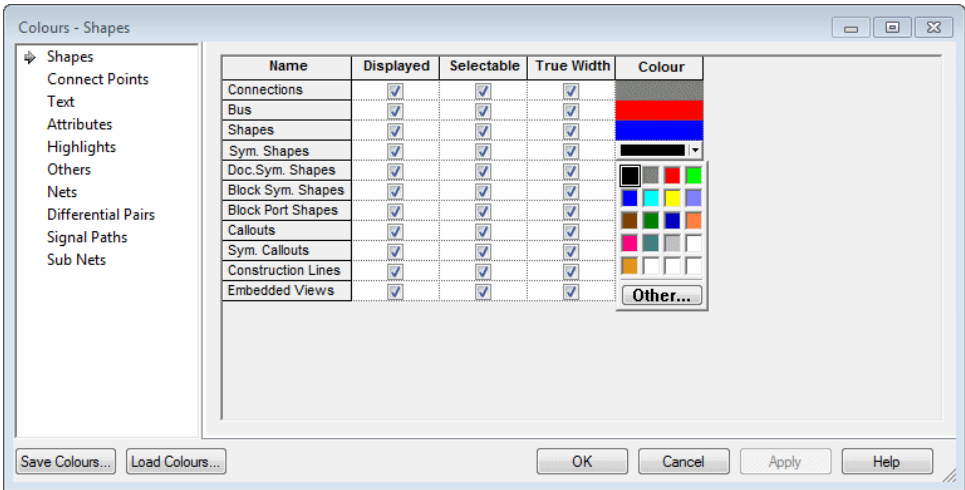 Colours - Shapes
Shapes
Connect Points
Text
Attributes
Highlights
Others
Nets
Differential Pairs
Signal Paths
Sub Nets
Name Displayed Selectable True Width Colour
Connections
Bus
Shapes
Sym. Shapes
Doc.Sym. Shapes
Block Sym. Shapes
Block Port Shapes
Callouts
Sym. Callouts
Construction Lines
Embedded Views
Other...
Save Colours... Load Colours... OK Cancel Apply Help